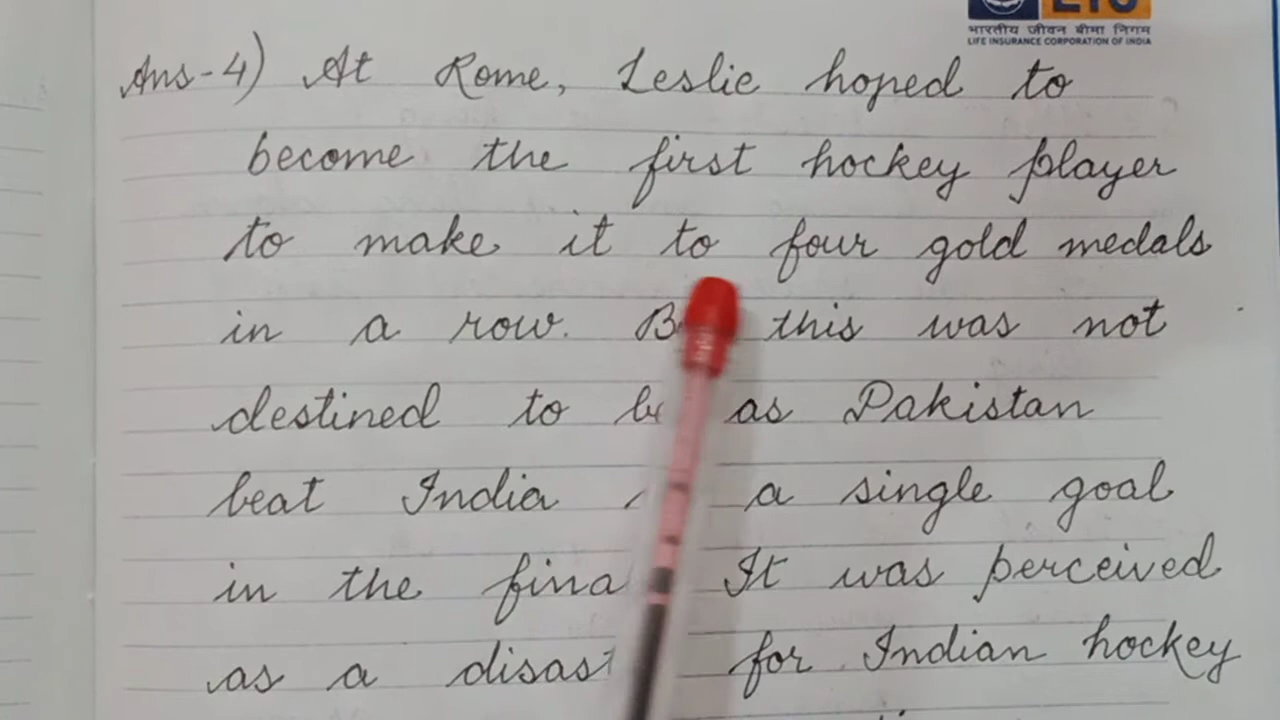 भारतीय जीवन बीमा निगम
LIFE INSURANCE CORPORATION OF INDIA
Ans-4) At Rome, Leslie hoped to
become the first hockey player
to make it to four gold medals
in a row. this was not
destined to as Pakistan
beat India a single goal
in the It was perceived
as a for Indian hockey